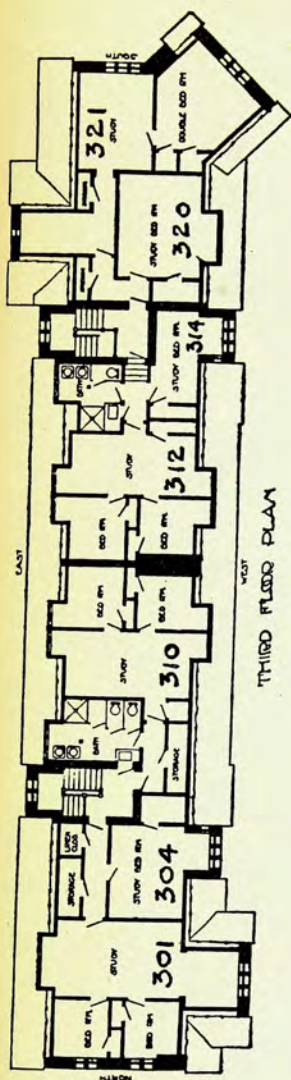 SOUTH
321
STUDY
DOUBLE BED RM
STUDY BED RM
320
BATH
STUDY BED RM
314
STUDY
312
BED RM
BED RM
EAST
WEST
THIRD FLOOR PLAN
BED RM
BED RM
STUDY
310
BATH
STORAGE
LINEN
CLOS
STORAGE
STUDY BED RM
304
STUDY
301
BED RM
BED RM
NORTH